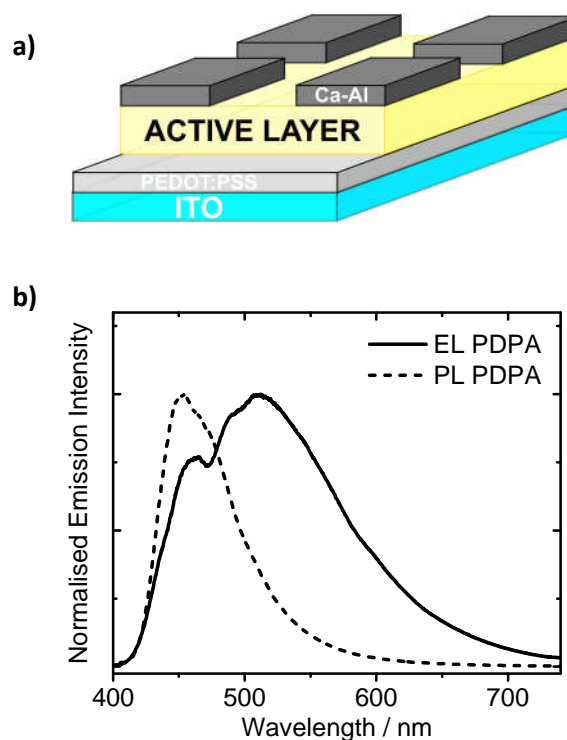 a)
Ca-Al
ACTIVE LAYER
PEDOT:PSS
ITO
b)
EL PDPA
PL PDPA
Normalised Emission Intensity
400 500 600 700
Wavelength / nm